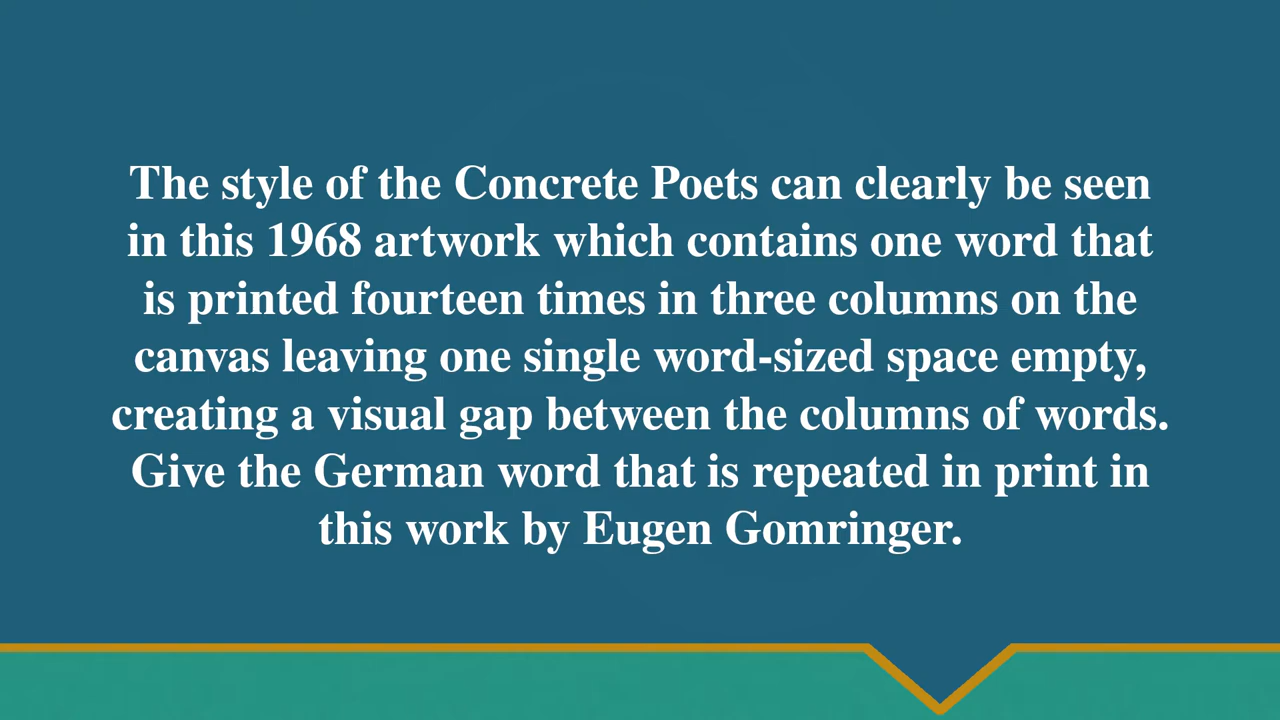 The style of the Concrete Poets can clearly be seen
in this 1968 artwork which contains one word that
is printed fourteen times in three columns on the
canvas leaving one single word-sized space empty,
creating a visual gap between the columns of words.
Give the German word that is repeated in print in
this work by Eugen Gomringer.